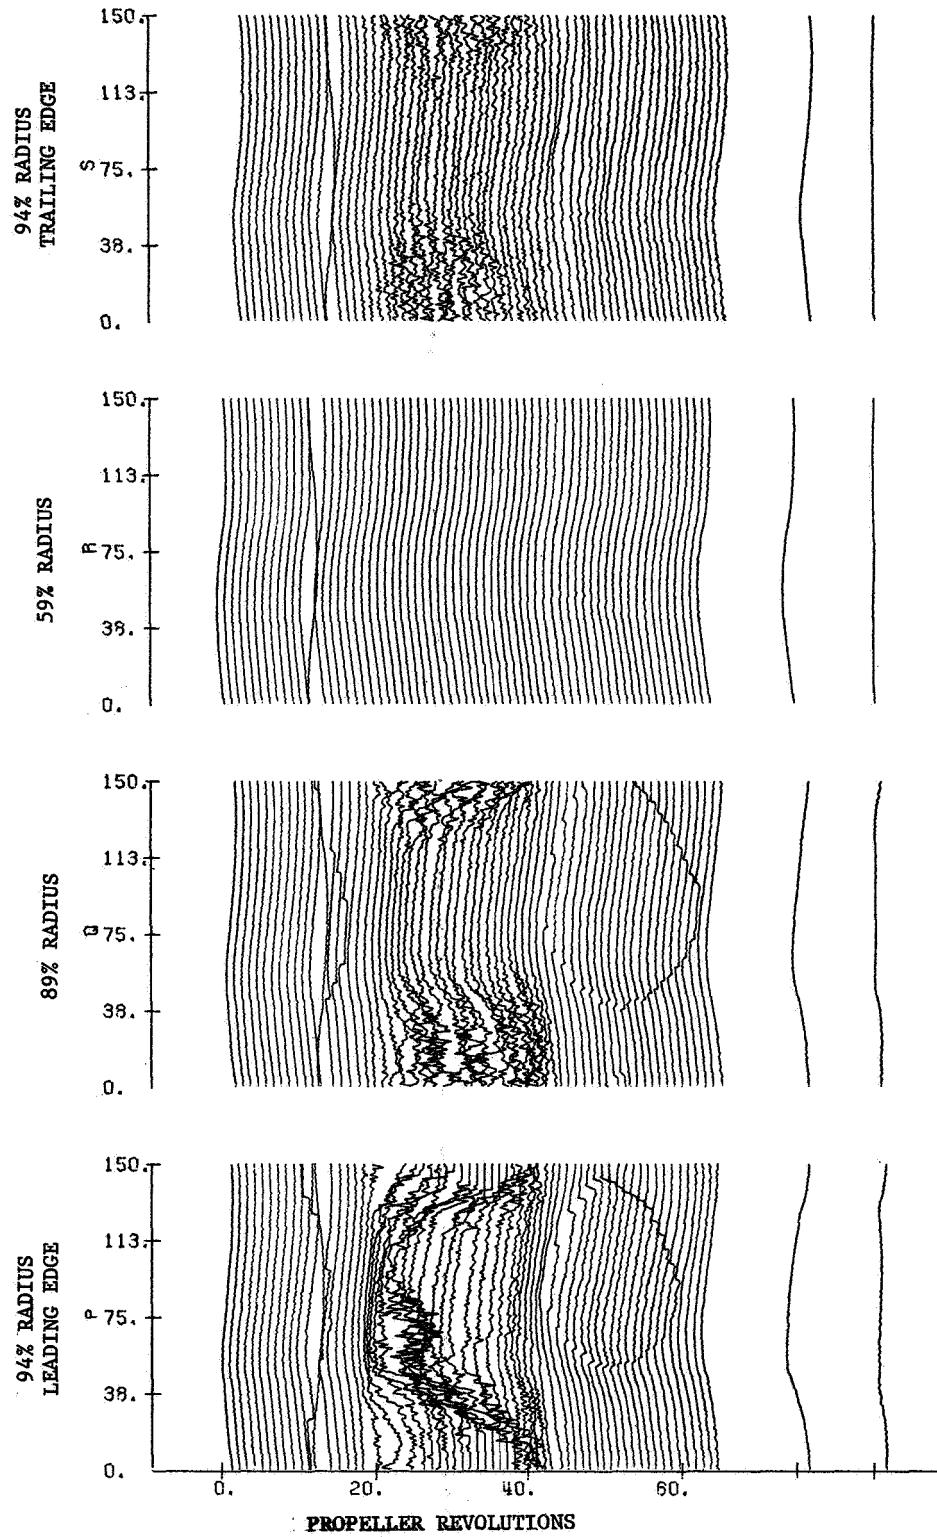 94% RADIUS
TRAILING EDGE
S
150.
113.
75.
38.
0.
59% RADIUS
R
150.
113.
75.
38.
0.
89% RADIUS
Q
150.
113.
75.
38.
0.
94% RADIUS
LEADING EDGE
P
150.
113.
75.
38.
0.
0.
20.
40.
60.
PROPELLER REVOLUTIONS